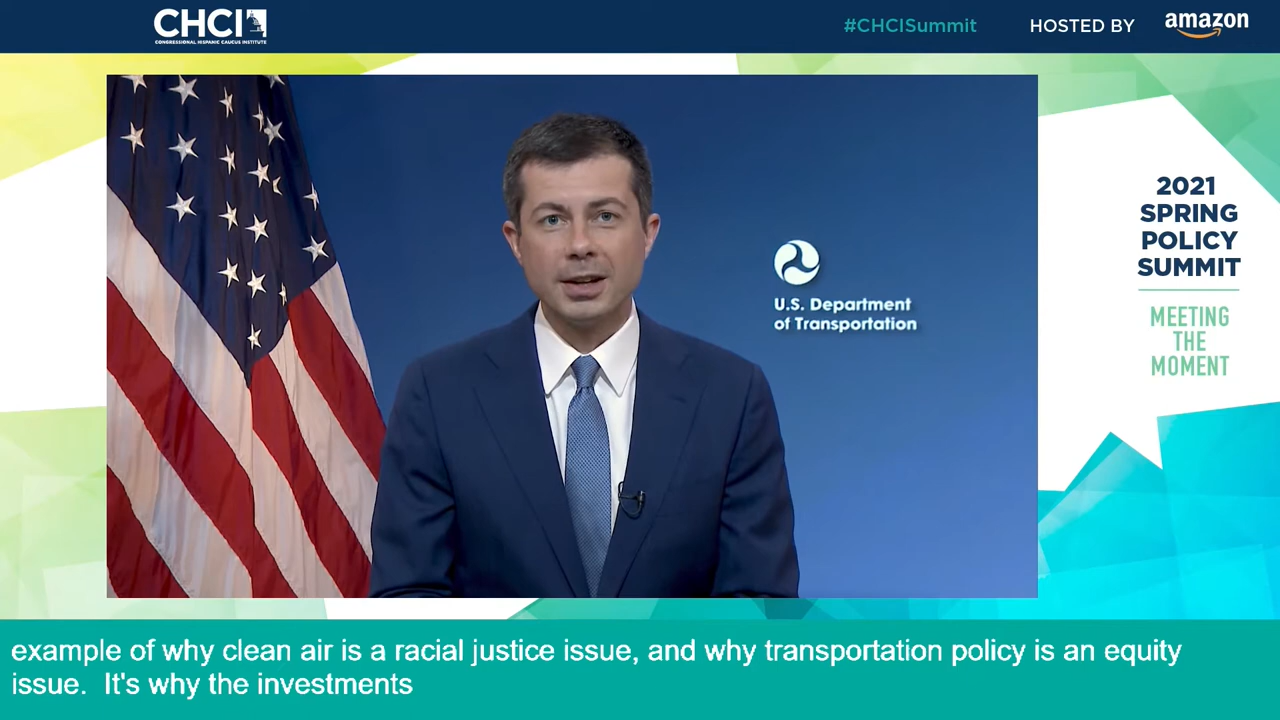 CHCI
CONGRESSIONAL HISPANIC CAUCUS INSTITUTE
#CHCISummit
HOSTED BY
amazon
U.S. Department
of Transportation
2021
SPRING
POLICY
SUMMIT
MEETING
THE
MOMENT
example of why clean air is a racial justice issue, and why transportation policy is an equity
issue.  It's why the investments